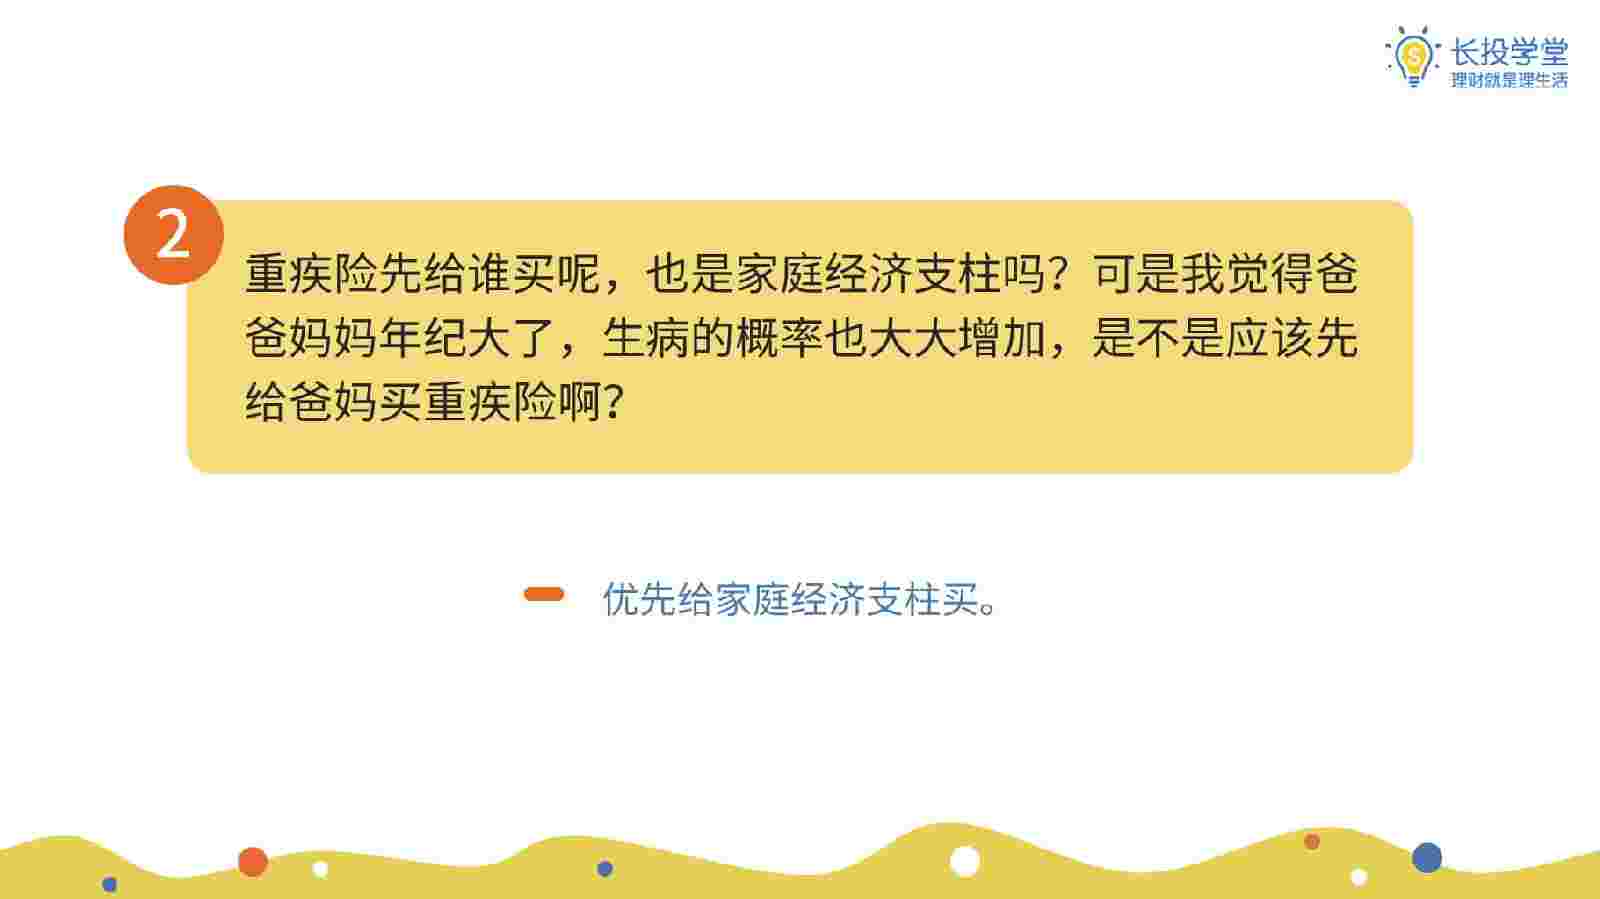 长投学堂
理财就是理生活
2
重疾险先给谁买呢，也是家庭经济支柱吗？可是我觉得爸
爸妈妈年纪大了，生病的概率也大大增加，是不是应该先
给爸妈买重疾险啊？
优先给家庭经济支柱买。